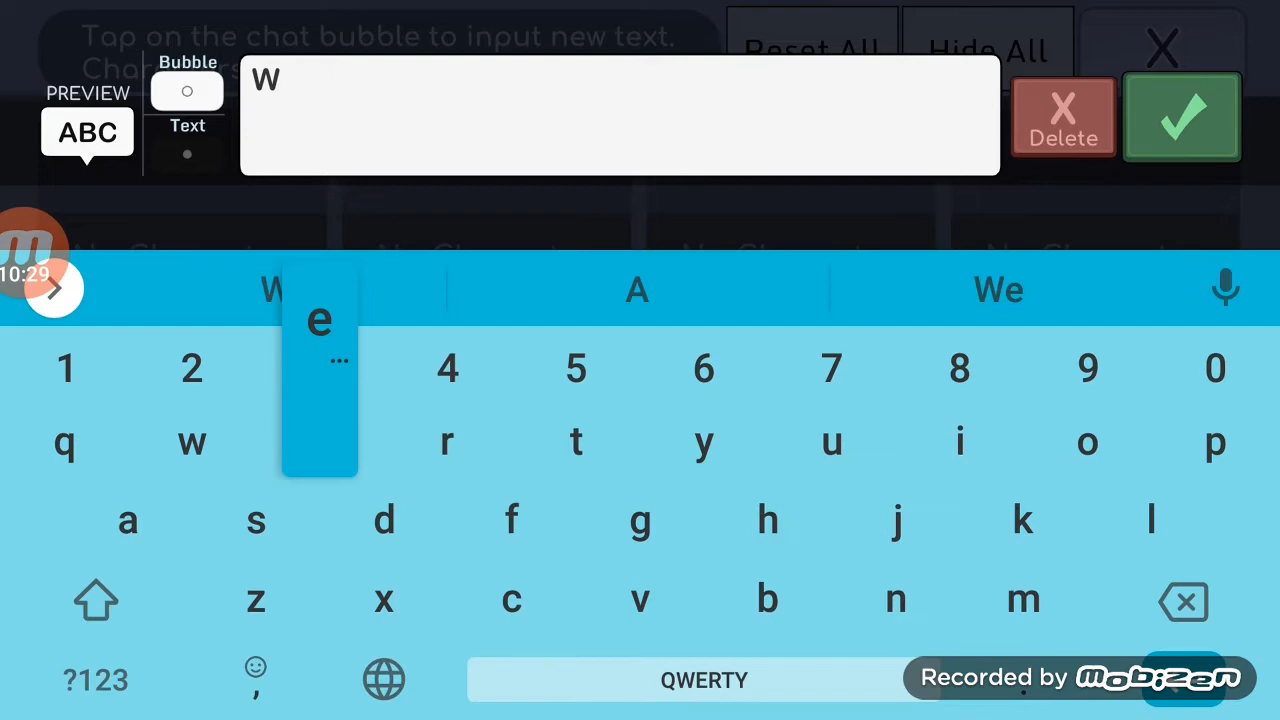 Tap on the chat bubble to input new text.
Reset All
Hide All
X
Bubble
PREVIEW
ABC
Text
W
X
Delete
10:29
W
A
We
e
...
1 2 4 5 6 7 8 9 0
q w r t y u i o p
a s d f g h j k l
z x c v b n m
?123
,
QWERTY
Recorded by mobizen